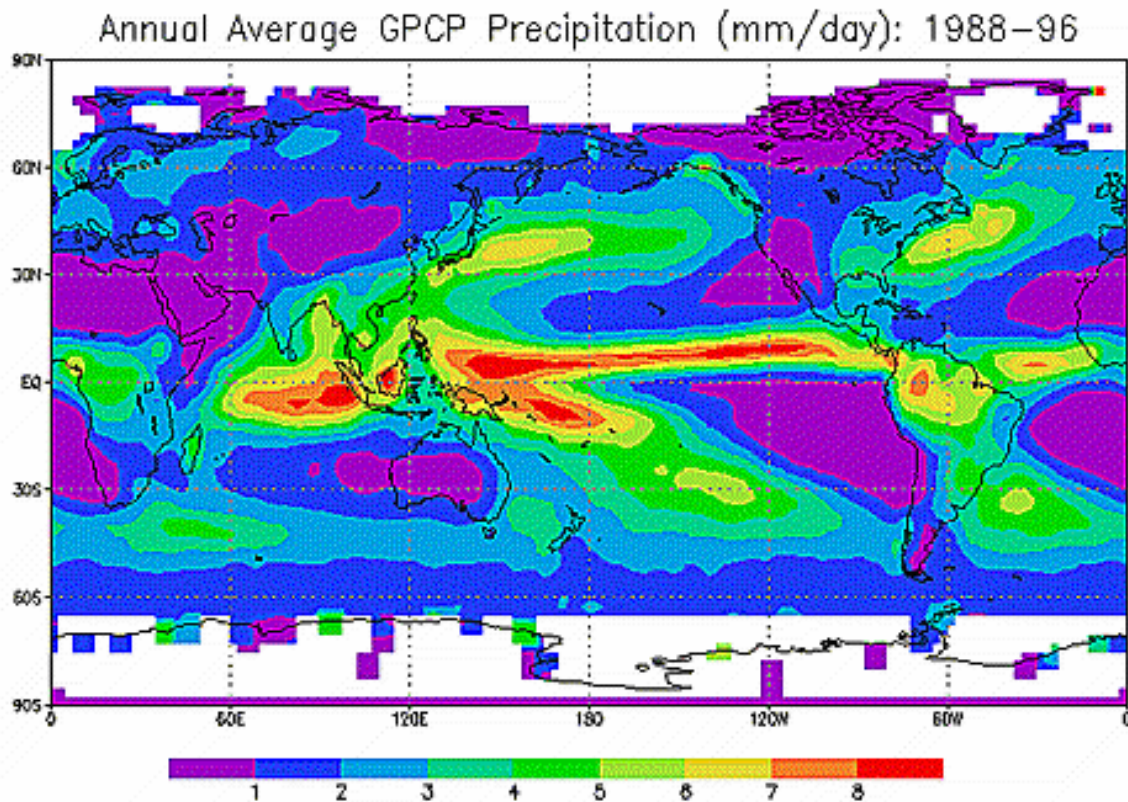 Annual Average GPCP Precipitation (mm/day): 1988-96
90N
60N
30N
EQ
30S
60S
90S
0 60E 120E 180 120W 60W 0
1 2 3 4 5 6 7 8